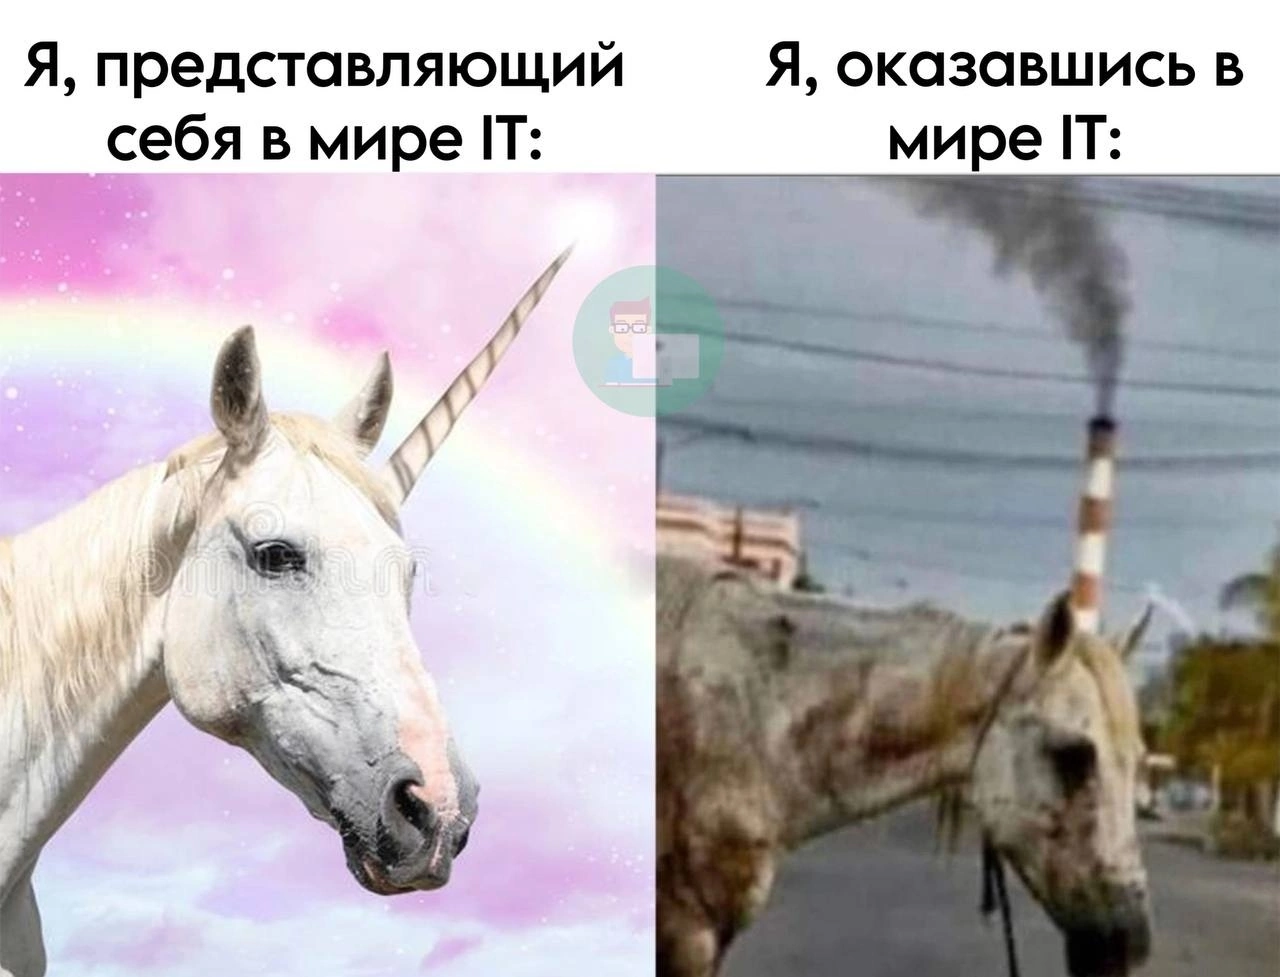 Я, представляющий
себя в мире IT:
Я, оказавшись в
мире IT: